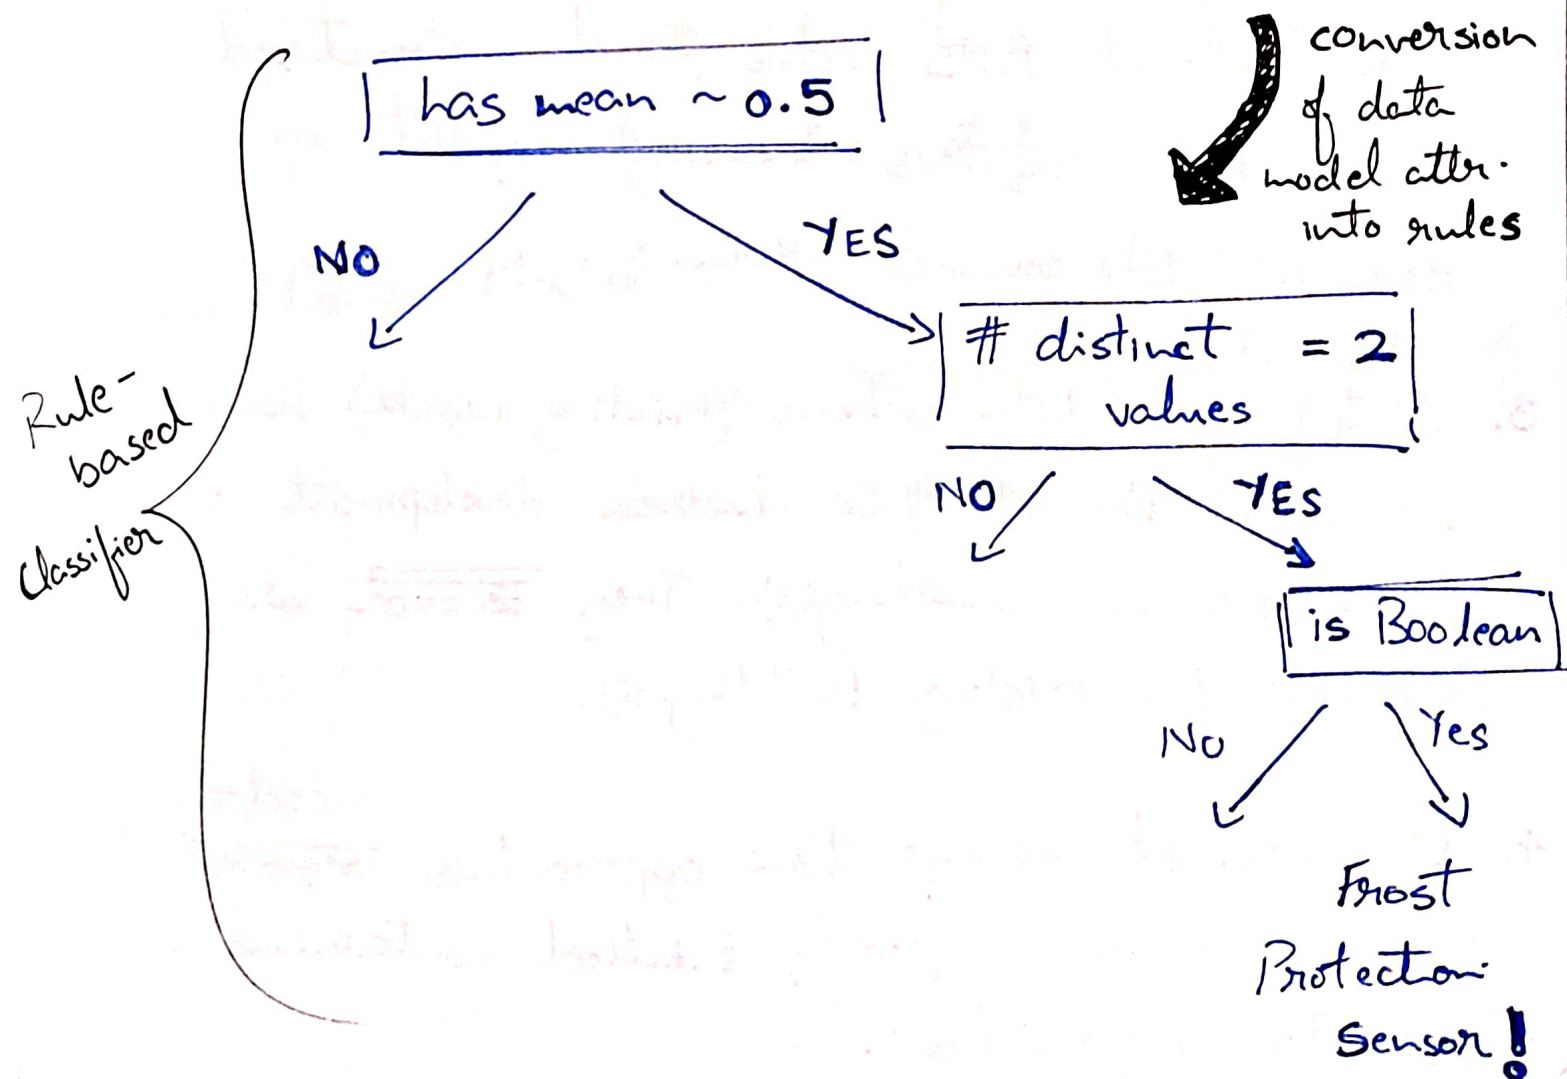 conversion
of data
model attr.
into rules
has mean ~ 0.5
NO
YES
# distinct = 2
values
NO
YES
is Boolean
No
Yes
Frost
Protection
Sensor!
Rule-
based
Classifier